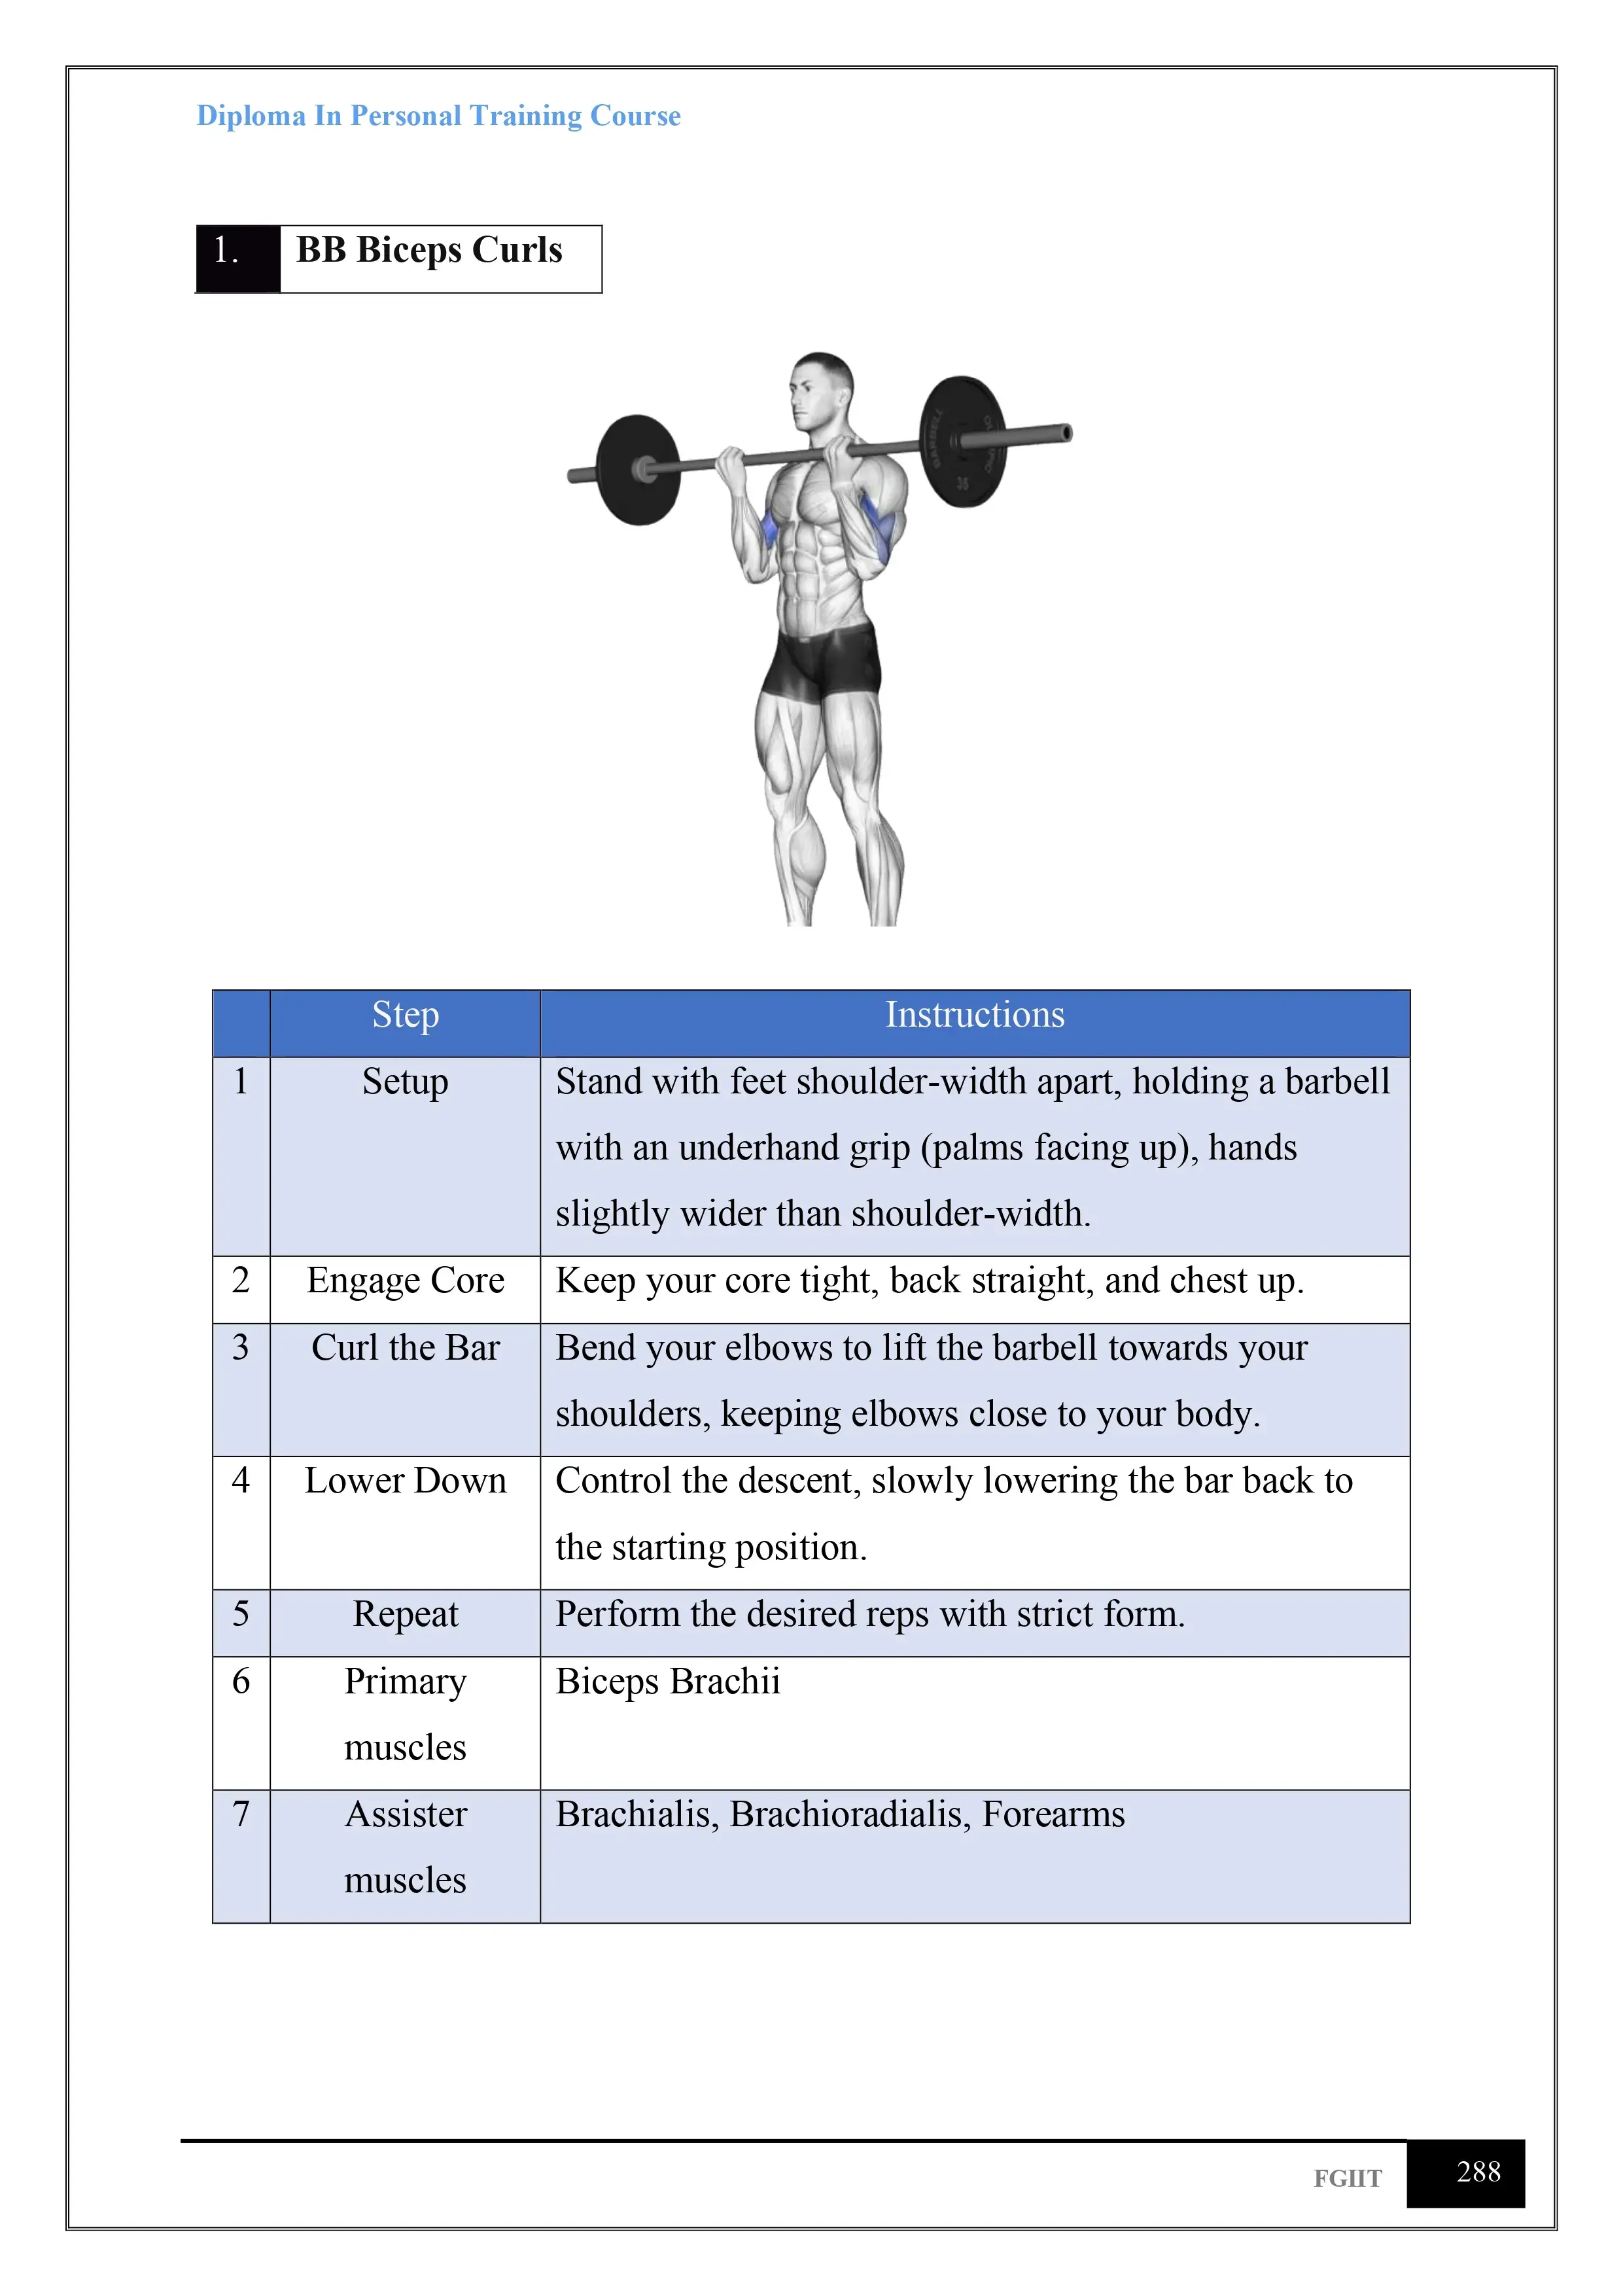 Diploma In Personal Training Course
1. BB Biceps Curls
BARBELL
35
Step Instructions
1 Setup Stand with feet shoulder-width apart, holding a barbell
with an underhand grip (palms facing up), hands
slightly wider than shoulder-width.
2 Engage Core Keep your core tight, back straight, and chest up.
3 Curl the Bar Bend your elbows to lift the barbell towards your
shoulders, keeping elbows close to your body.
4 Lower Down Control the descent, slowly lowering the bar back to
the starting position.
5 Repeat Perform the desired reps with strict form.
6 Primary Biceps Brachii
muscles
7 Assister Brachialis, Brachioradialis, Forearms
muscles
FGIIT 288